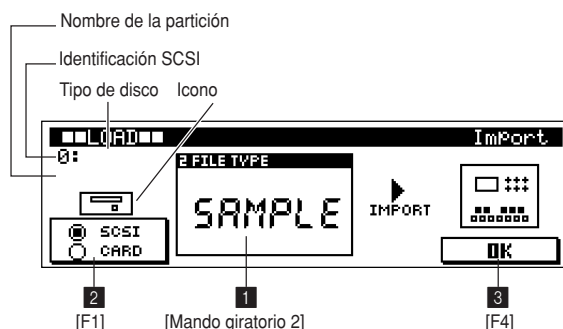 Nombre de la partición
Identificación SCSI
Tipo de disco Icono
LOAD Import
0:
2 FILE TYPE
SAMPLE
IMPORT
SCSI
CARD
OK
2 1 3
[F1] [Mando giratorio 2] [F4]